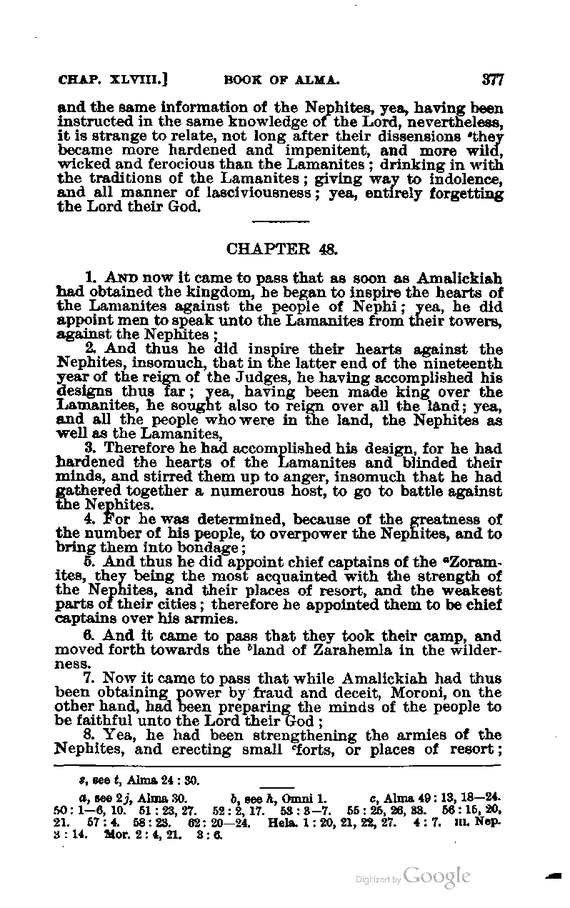 CHAP. XLVIII.] BOOK OF ALMA. 377
and the same information of the Nephites, yea, having been
instructed in the same knowledge of the Lord, nevertheless,
it is strange to relate, not long after their dissensions ˢthey
became more hardened and impenitent, and more wild,
wicked and ferocious than the Lamanites; drinking in with
the traditions of the Lamanites; giving way to indolence,
and all manner of lasciviousness; yea, entirely forgetting
the Lord their God.
CHAPTER 48.
1. AND now it came to pass that as soon as Amalickiah
had obtained the kingdom, he began to inspire the hearts of
the Lamanites against the people of Nephi; yea, he did
appoint men to speak unto the Lamanites from their towers,
against the Nephites;
2. And thus he did inspire their hearts against the
Nephites, insomuch, that in the latter end of the nineteenth
year of the reign of the Judges, he having accomplished his
designs thus far; yea, having been made king over the
Lamanites, he sought also to reign over all the land; yea,
and all the people who were in the land, the Nephites as
well as the Lamanites,
3. Therefore he had accomplished his design, for he had
hardened the hearts of the Lamanites and blinded their
minds, and stirred them up to anger, insomuch that he had
gathered together a numerous host, to go to battle against
the Nephites.
4. For he was determined, because of the greatness of
the number of his people, to overpower the Nephites, and to
bring them into bondage;
5. And thus he did appoint chief captains of the ᵃZoram-
ites, they being the most acquainted with the strength of
the Nephites, and their places of resort, and the weakest
parts of their cities; therefore he appointed them to be chief
captains over his armies.
6. And it came to pass that they took their camp, and
moved forth towards the ᵇland of Zarahemla in the wilder-
ness.
7. Now it came to pass that while Amalickiah had thus
been obtaining power by fraud and deceit, Moroni, on the
other hand, had been preparing the minds of the people to
be faithful unto the Lord their God;
8. Yea, he had been strengthening the armies of the
Nephites, and erecting small ᶜforts, or places of resort;
s, see t, Alma 24:30.
a, see 2j, Alma 30. b, see h, Omni 1. c, Alma 49:13, 18—24.
50:1—6, 10. 51:23, 27. 52:2, 17. 53:3—7. 55:25, 26, 33. 56:15, 20,
21. 57:4. 58:23. 62:20—24. Hela. 1:20, 21, 22, 27. 4:7. III. Nep.
3:14. Mor. 2:4, 21. 3:6.
Digitized by Google